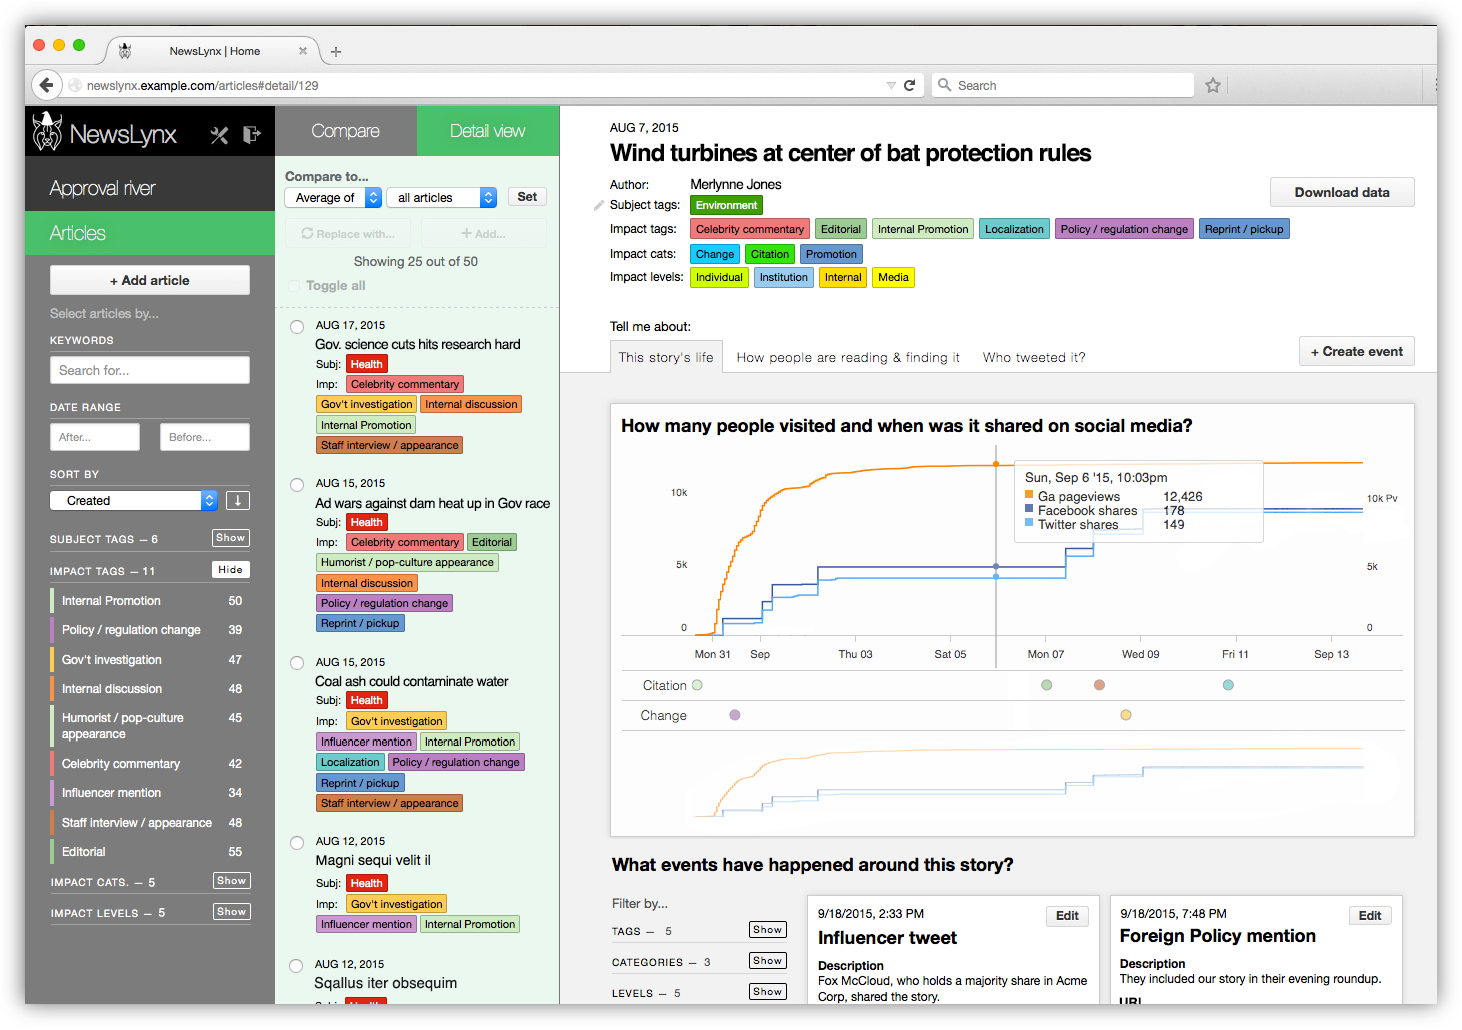 NewsLynx | Home
newslynx.example.com/articles#detail/129
Search
NewsLynx
Approval river
Articles
+ Add article
Select articles by...
KEYWORDS
Search for...
DATE RANGE
After...
Before...
SORT BY
Created
SUBJECT TAGS – 6 Show
IMPACT TAGS – 11 Hide
Internal Promotion 50
Policy / regulation change 39
Gov't investigation 47
Internal discussion 48
Humorist / pop-culture
appearance 45
Celebrity commentary 42
Influencer mention 34
Staff interview / appearance 48
Editorial 55
IMPACT CATS. – 5 Show
IMPACT LEVELS – 5 Show
Compare Detail view
Compare to...
Average of all articles Set
Replace with... + Add...
Showing 25 out of 50
Toggle all
AUG 17, 2015
Gov. science cuts hits research hard
Subj: Health
Imp: Celebrity commentary
Gov't investigation Internal discussion
Internal Promotion
Staff interview / appearance
AUG 15, 2015
Ad wars against dam heat up in Gov race
Subj: Health
Imp: Celebrity commentary Editorial
Humorist / pop-culture appearance
Internal discussion
Policy / regulation change
Reprint / pickup
AUG 15, 2015
Coal ash could contaminate water
Subj: Health
Imp: Gov't investigation
Influencer mention Internal Promotion
Localization Policy / regulation change
Reprint / pickup
Staff interview / appearance
AUG 12, 2015
Magni sequi velit il
Subj: Health
Imp: Gov't investigation
Influencer mention Internal Promotion
AUG 12, 2015
Sqallus iter obsequim
Subj: Health
AUG 7, 2015
Wind turbines at center of bat protection rules
Author: Merlynne Jones
Download data
Subject tags: Environment
Impact tags: Celebrity commentary Editorial Internal Promotion Localization Policy / regulation change Reprint / pickup
Impact cats: Change Citation Promotion
Impact levels: Individual Institution Internal Media
Tell me about:
This story's life How people are reading & finding it Who tweeted it?
+ Create event
How many people visited and when was it shared on social media?
Sun, Sep 6 '15, 10:03pm
Ga pageviews 12,426
Facebook shares 178
Twitter shares 149
10k 10k Pv
5k 5k
0 0
Mon 31 Sep Thu 03 Sat 05 Mon 07 Wed 09 Fri 11 Sep 13
Citation
Change
What events have happened around this story?
Filter by...
TAGS – 5 Show
CATEGORIES – 3 Show
LEVELS – 5 Show
9/18/2015, 2:33 PM Edit
Influencer tweet
Description
Fox McCloud, who holds a majority share in Acme
Corp, shared the story.
9/18/2015, 7:48 PM Edit
Foreign Policy mention
Description
They included our story in their evening roundup.
URL